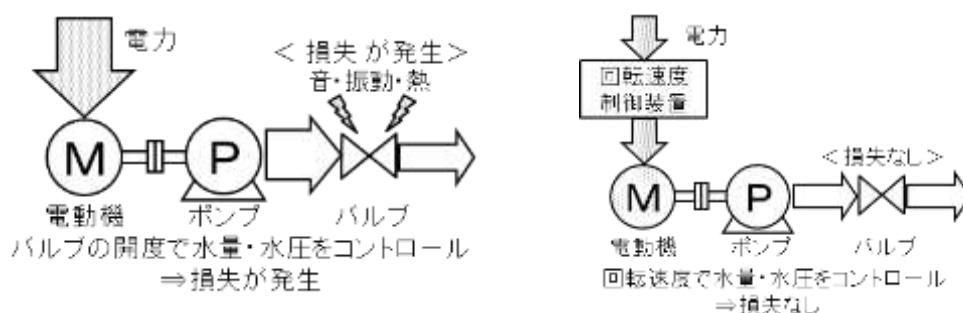 電力
<損失が発生>
音・振動・熱
M
P
電動機
ポンプ
バルブ
バルブの開度で水量・水圧をコントロール
⇒損失が発生
電力
回転速度
制御装置
<損失なし>
M
P
電動機
ポンプ
バルブ
回転速度で水量・水圧をコントロール
⇒損失なし